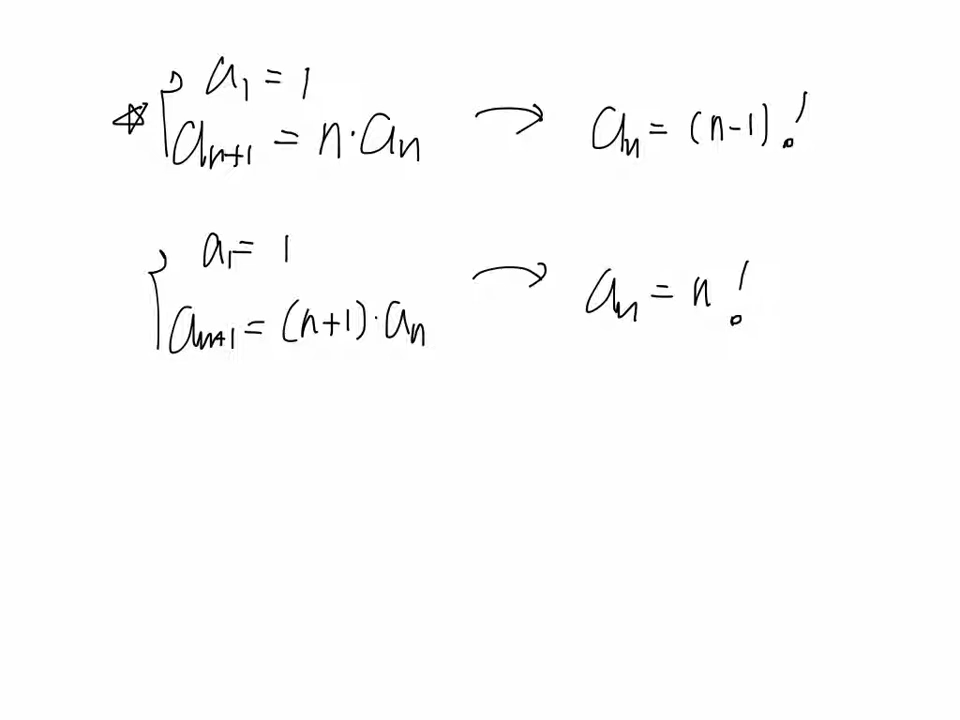 ☆ a₁ = 1
aₙ₊₁ = n·aₙ → aₙ = (n-1)!
a₁ = 1
aₙ₊₁ = (n+1)·aₙ → aₙ = n!